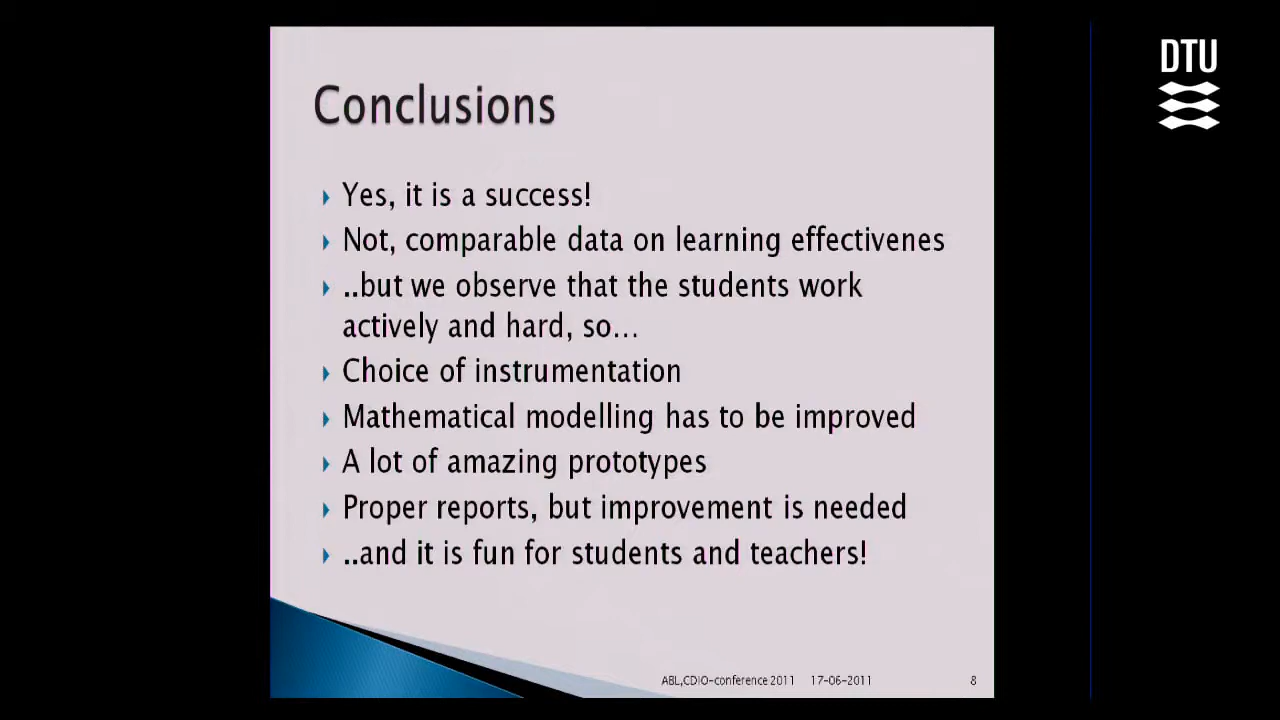 DTU
Conclusions
Yes, it is a success!
Not, comparable data on learning effectivenes
..but we observe that the students work
actively and hard, so...
Choice of instrumentation
Mathematical modelling has to be improved
A lot of amazing prototypes
Proper reports, but improvement is needed
..and it is fun for students and teachers!
ABL,CDIO-conference 2011 17-06-2011 8